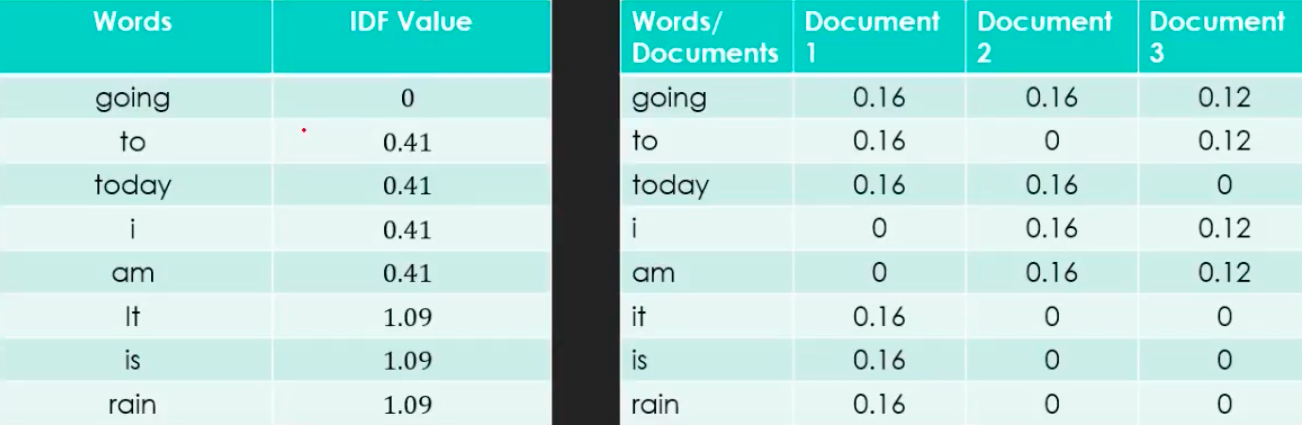 Words IDF Value
going 0
to 0.41
today 0.41
i 0.41
am 0.41
It 1.09
is 1.09
rain 1.09
Words/ Document Document Document
Documents 1 2 3
going 0.16 0.16 0.12
to 0.16 0 0.12
today 0.16 0.16 0
i 0 0.16 0.12
am 0 0.16 0.12
it 0.16 0 0
is 0.16 0 0
rain 0.16 0 0